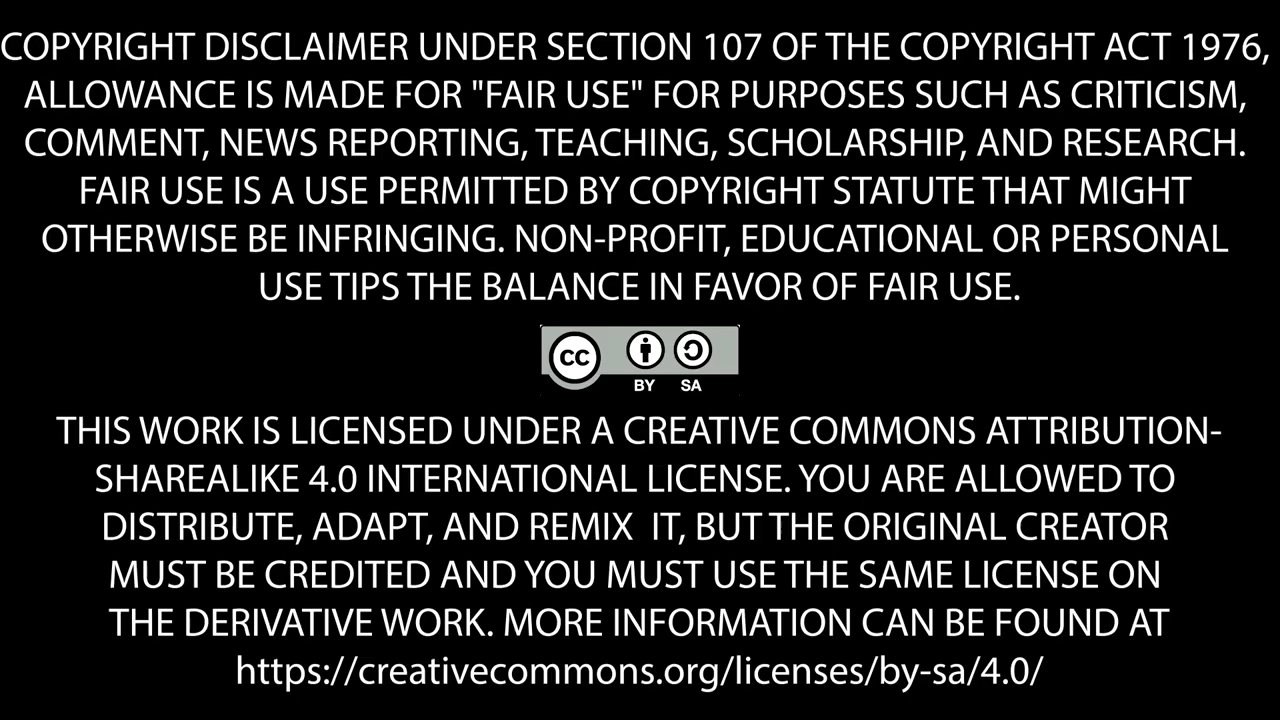 COPYRIGHT DISCLAIMER UNDER SECTION 107 OF THE COPYRIGHT ACT 1976,
ALLOWANCE IS MADE FOR "FAIR USE" FOR PURPOSES SUCH AS CRITICISM,
COMMENT, NEWS REPORTING, TEACHING, SCHOLARSHIP, AND RESEARCH.
FAIR USE IS A USE PERMITTED BY COPYRIGHT STATUTE THAT MIGHT
OTHERWISE BE INFRINGING. NON-PROFIT, EDUCATIONAL OR PERSONAL
USE TIPS THE BALANCE IN FAVOR OF FAIR USE.
CC
BY SA
THIS WORK IS LICENSED UNDER A CREATIVE COMMONS ATTRIBUTION-
SHAREALIKE 4.0 INTERNATIONAL LICENSE. YOU ARE ALLOWED TO
DISTRIBUTE, ADAPT, AND REMIX IT, BUT THE ORIGINAL CREATOR
MUST BE CREDITED AND YOU MUST USE THE SAME LICENSE ON
THE DERIVATIVE WORK. MORE INFORMATION CAN BE FOUND AT
https://creativecommons.org/licenses/by-sa/4.0/